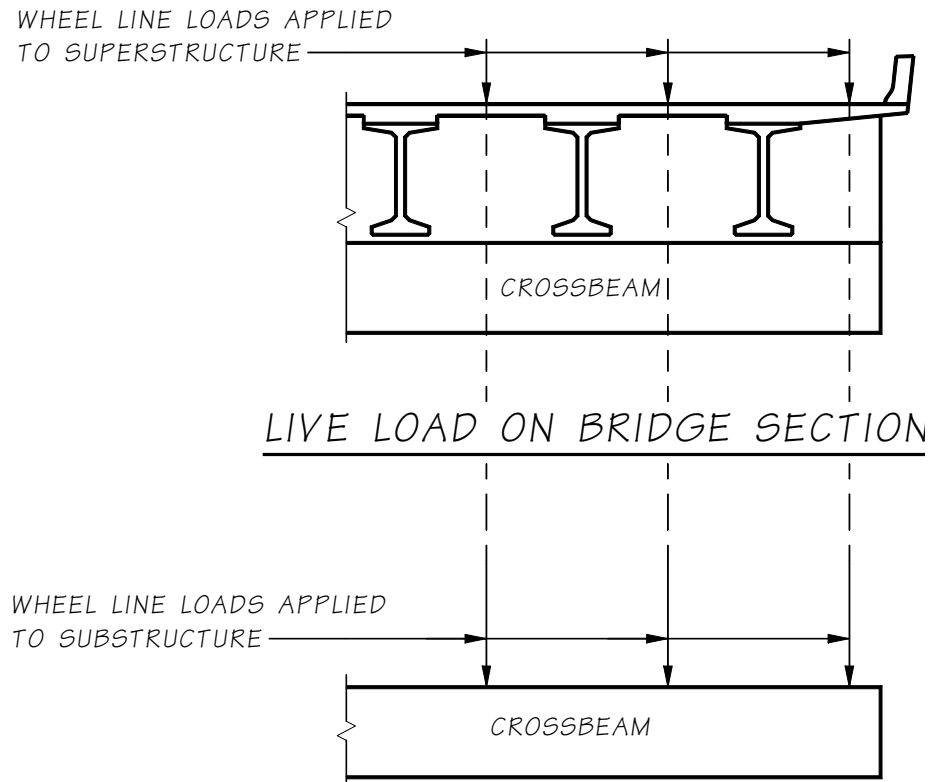 WHEEL LINE LOADS APPLIED
TO SUPERSTRUCTURE
CROSSBEAM
LIVE LOAD ON BRIDGE SECTION
WHEEL LINE LOADS APPLIED
TO SUBSTRUCTURE
CROSSBEAM